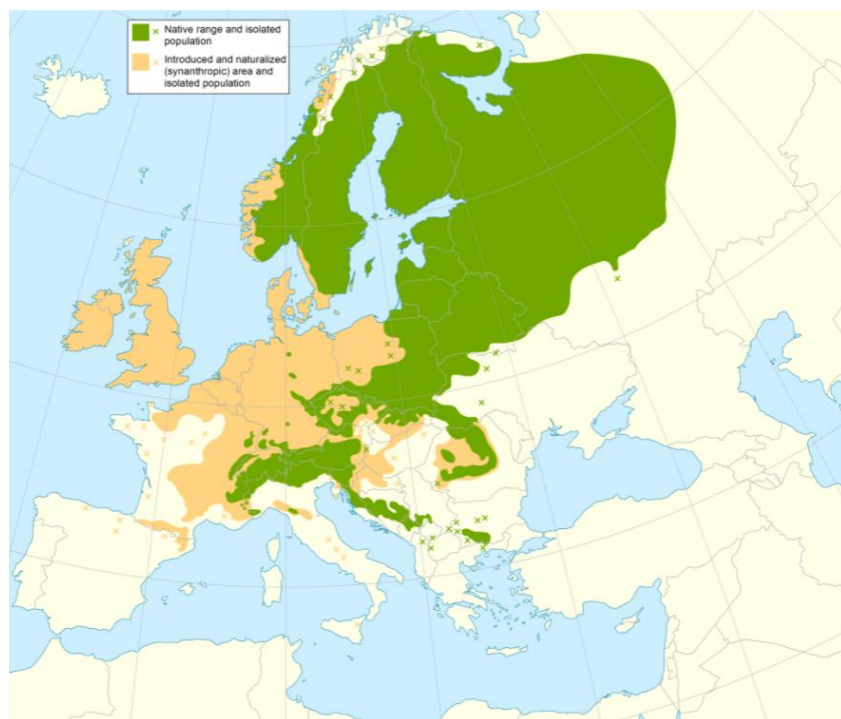 Native range and isolated
population
Introduced and naturalized
(synanthropic) area and
isolated population